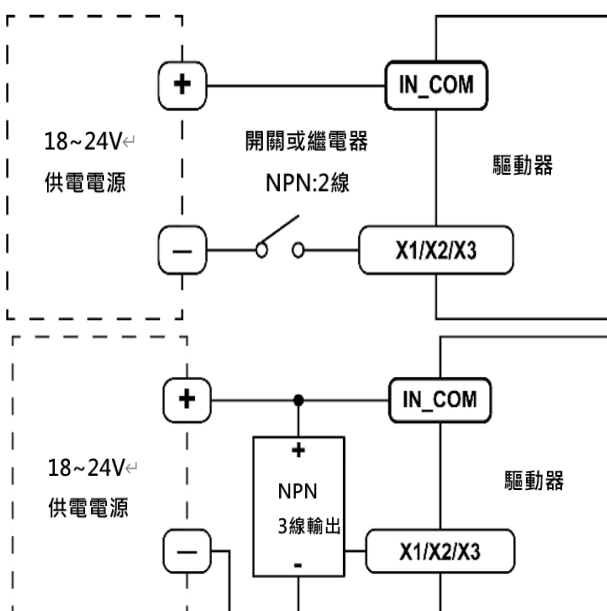 +
IN_COM
18~24V↵
供電電源
開關或繼電器
NPN:2線
驅動器
—
X1/X2/X3
+
IN_COM
+
18~24V↵
供電電源
NPN
3線輸出
驅動器
—
X1/X2/X3
-